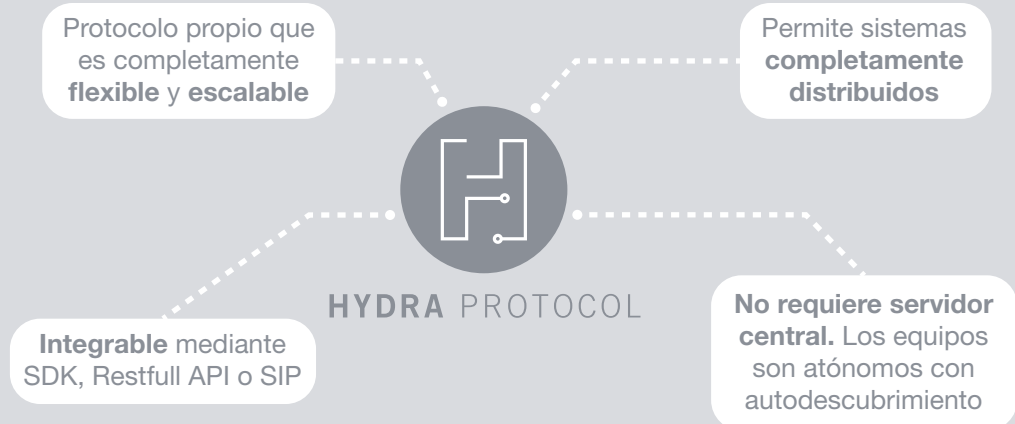 Protocolo propio que
es completamente
flexible y escalable
Permite sistemas
completamente
distribuidos
HYDRA PROTOCOL
Integrable mediante
SDK, Restfull API o SIP
No requiere servidor
central. Los equipos
son atónomos con
autodescubrimiento